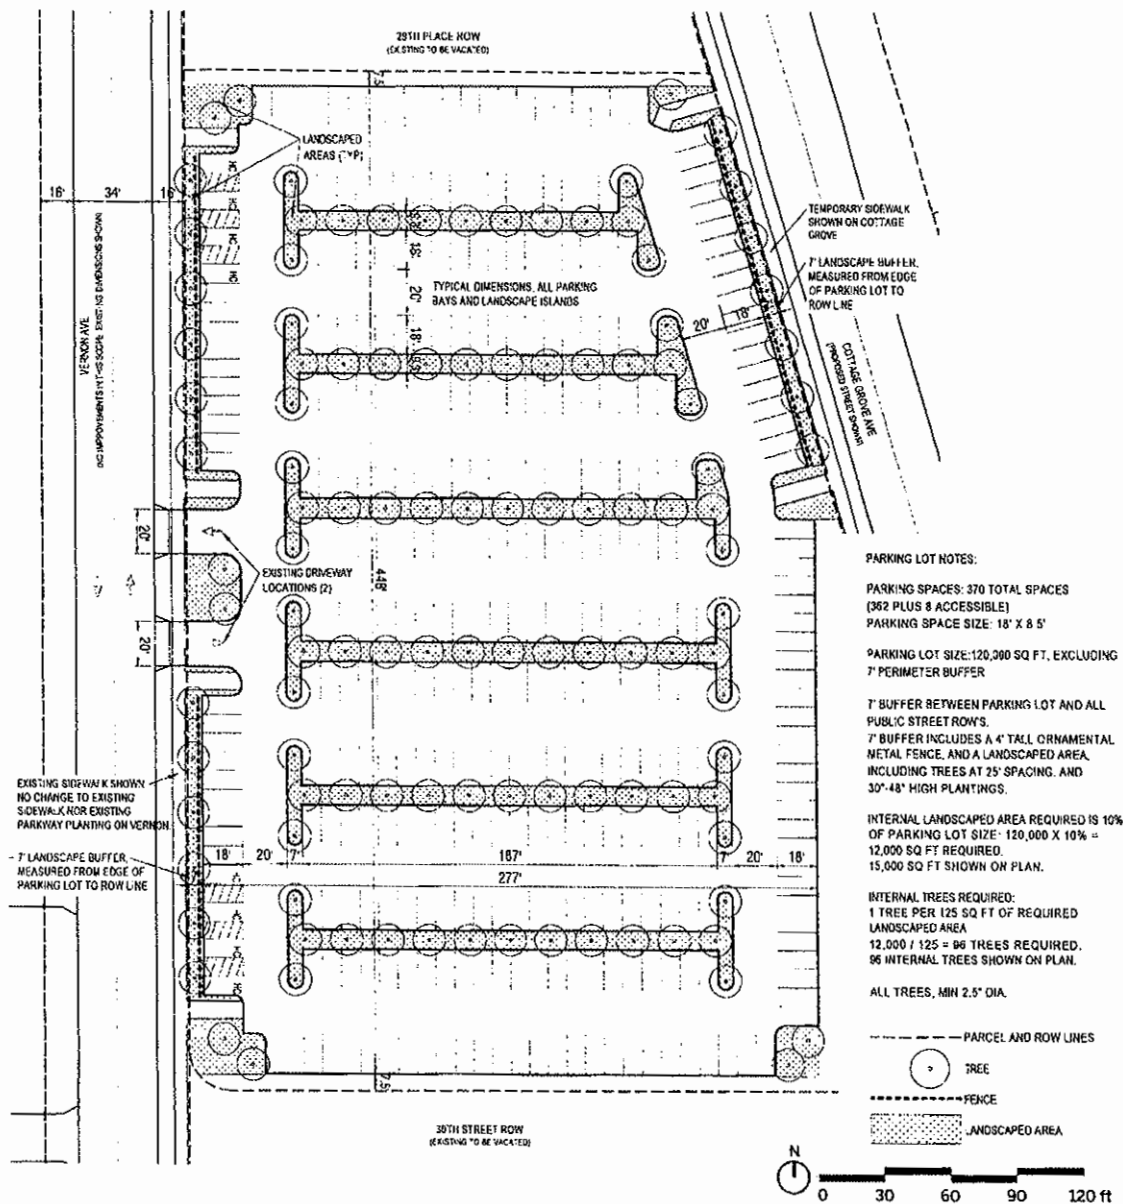 29TH PLACE ROW
(EXISTING TO BE VACATED)
7.5'
LANDSCAPED
AREAS (TYP)
HC
HC
HC
HC
16'
34'
16'
VERNON AVE
TEMPORARY SIDEWALK
SHOWN ON COTTAGE
GROVE
7' LANDSCAPE BUFFER,
MEASURED FROM EDGE
OF PARKING LOT TO
ROW LINE
18'
20'
18'
TYPICAL DIMENSIONS, ALL PARKING
BAYS AND LANDSCAPE ISLANDS
20'
18'
COTTAGE GROVE AVE
(PROPOSED STREET SHOWN)
20'
20'
EXISTING DRIVEWAY
LOCATIONS (2)
448'
EXISTING SIDEWALK SHOWN
NO CHANGE TO EXISTING
SIDEWALK NOR EXISTING
PARKWAY PLANTING ON VERNON
7' LANDSCAPE BUFFER,
MEASURED FROM EDGE OF
PARKING LOT TO ROW LINE
18'
20'
7'
187'
7'
20'
18'
277'
HC
7.5'
30TH STREET ROW
(EXISTING TO BE VACATED)
PARKING LOT NOTES:
PARKING SPACES: 370 TOTAL SPACES
(362 PLUS 8 ACCESSIBLE)
PARKING SPACE SIZE: 18' X 8 5'
PARKING LOT SIZE: 120,000 SQ FT, EXCLUDING
7' PERIMETER BUFFER
7' BUFFER BETWEEN PARKING LOT AND ALL
PUBLIC STREET ROW'S.
7' BUFFER INCLUDES A 4' TALL ORNAMENTAL
METAL FENCE, AND A LANDSCAPED AREA,
INCLUDING TREES AT 25' SPACING, AND
30"-48" HIGH PLANTINGS.
INTERNAL LANDSCAPED AREA REQUIRED IS 10%
OF PARKING LOT SIZE: 120,000 X 10% =
12,000 SQ FT REQUIRED.
15,000 SQ FT SHOWN ON PLAN.
INTERNAL TREES REQUIRED:
1 TREE PER 125 SQ FT OF REQUIRED
LANDSCAPED AREA
12,000 / 125 = 96 TREES REQUIRED.
96 INTERNAL TREES SHOWN ON PLAN.
ALL TREES, MIN 2.5" DIA.
PARCEL AND ROW LINES
TREE
FENCE
LANDSCAPED AREA
N
0 30 60 90 120 ft